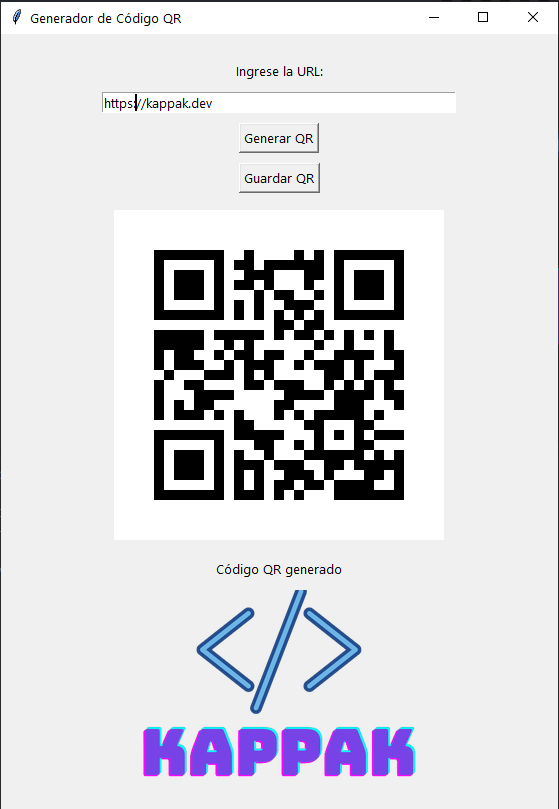 Generador de Código QR
Ingrese la URL:
https://kappak.dev
Generar QR
Guardar QR
Código QR generado
</>
KAPPAK